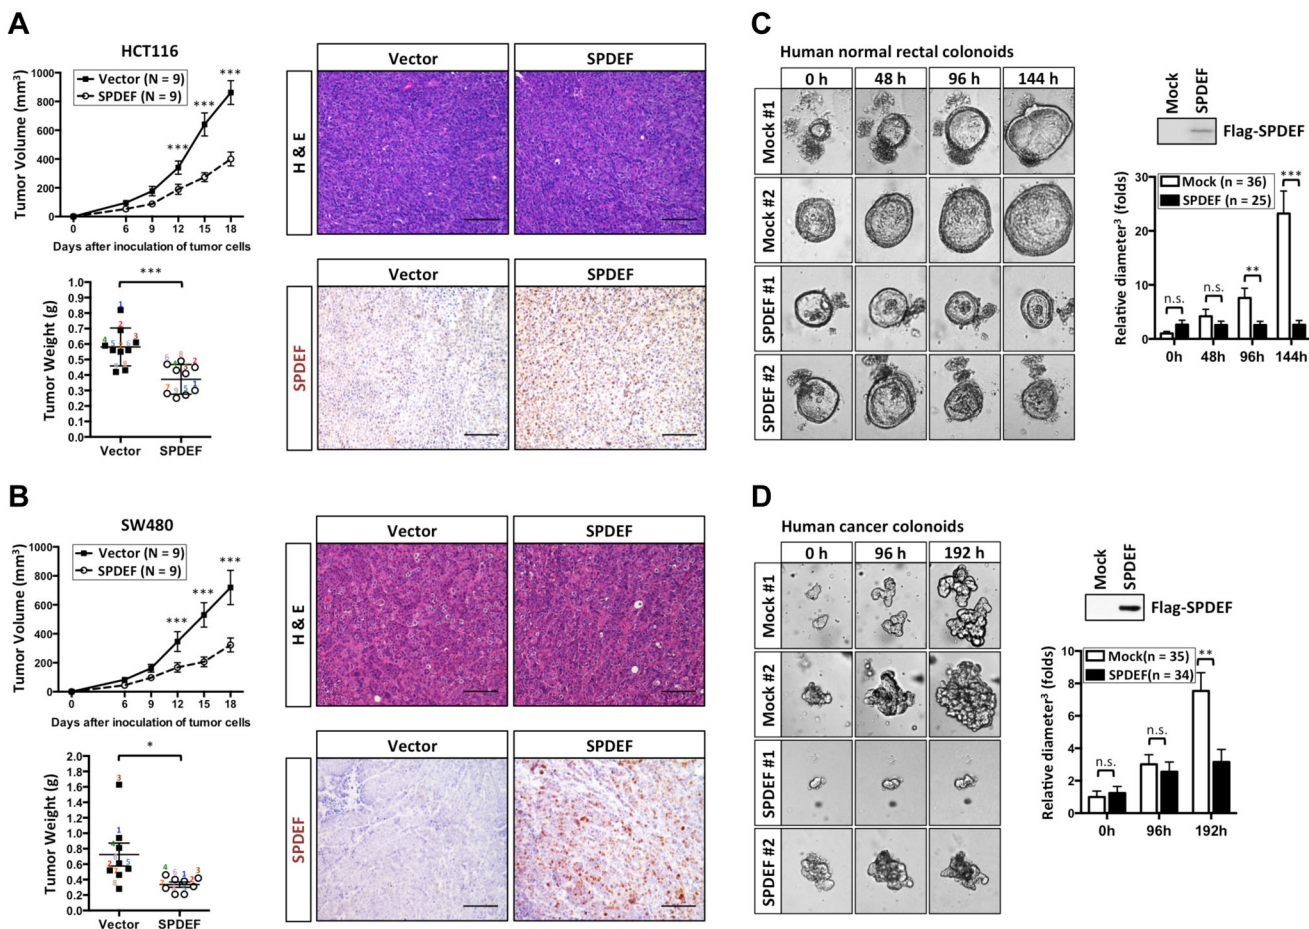 A
HCT116
Vector (N = 9)
SPDEF (N = 9)
Tumor Volume (mm³)
1000
800
600
400
200
0
***
***
***
0 6 9 12 15 18
Days after inoculation of tumor cells
***
Tumor Weight (g)
1.0
0.9
0.8
0.7
0.6
0.5
0.4
0.3
0.2
0.1
0.0
Vector SPDEF
Vector SPDEF
H & E
Vector SPDEF
SPDEF
B
SW480
Vector (N = 9)
SPDEF (N = 9)
Tumor Volume (mm³)
1000
800
600
400
200
0
***
***
***
0 6 9 12 15 18
Days after inoculation of tumor cells
*
Tumor Weight (g)
2.0
1.8
1.6
1.4
1.2
1.0
0.8
0.6
0.4
0.2
0.0
Vector SPDEF
Vector SPDEF
H & E
Vector SPDEF
SPDEF
C
Human normal rectal colonoids
0 h 48 h 96 h 144 h
Mock #1
Mock #2
SPDEF #1
SPDEF #2
Mock SPDEF
Flag-SPDEF
Relative diameter³ (folds)
30
20
10
0
Mock (n = 36)
SPDEF (n = 25)
n.s. n.s. ** ***
0h 48h 96h 144h
D
Human cancer colonoids
0 h 96 h 192 h
Mock #1
Mock #2
SPDEF #1
SPDEF #2
Mock SPDEF
Flag-SPDEF
Relative diameter³ (folds)
10
8
6
4
2
0
Mock(n = 35)
SPDEF(n = 34)
n.s. n.s. **
0h 96h 192h